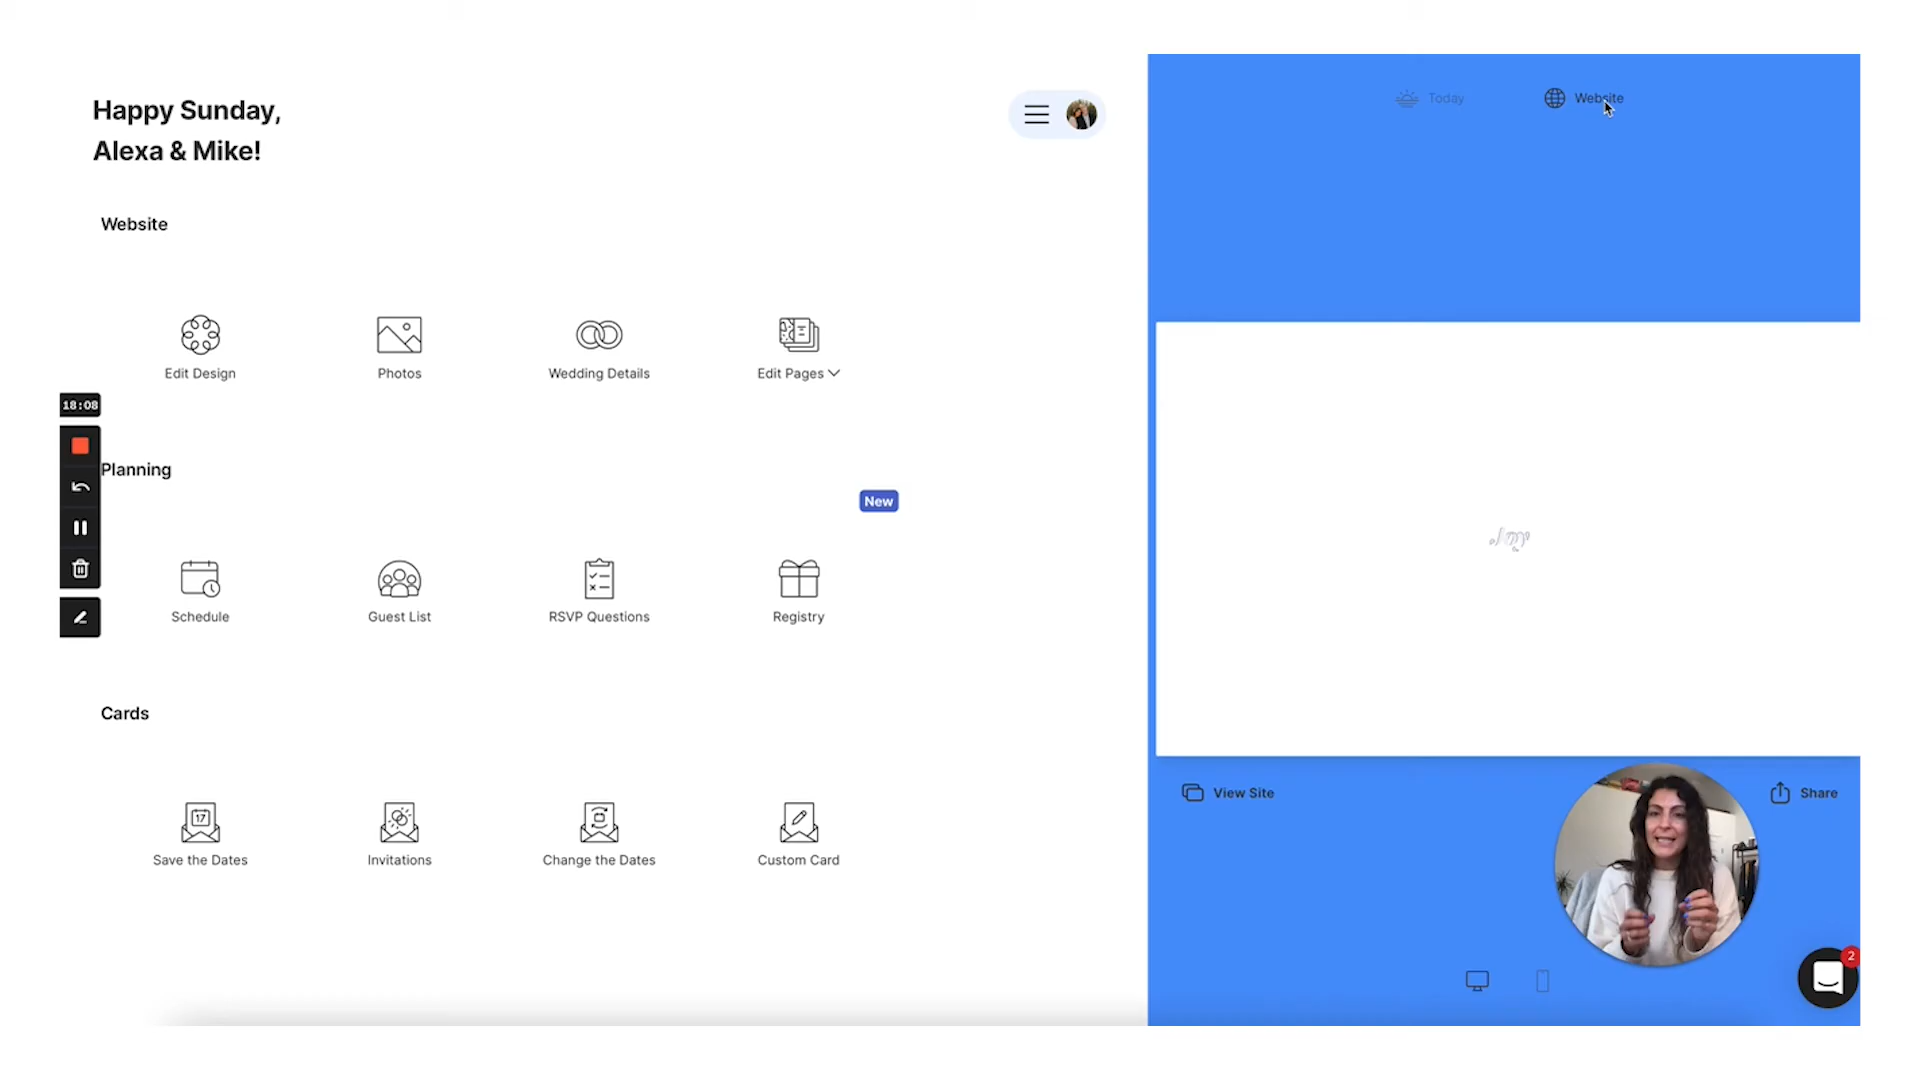 Happy Sunday,
Alexa & Mike!
Today
Website
Website
Edit Design
Photos
Wedding Details
Edit Pages
18:08
Planning
New
Schedule
Guest List
RSVP Questions
Registry
Cards
17
Save the Dates
Invitations
Change the Dates
Custom Card
View Site
Share
2